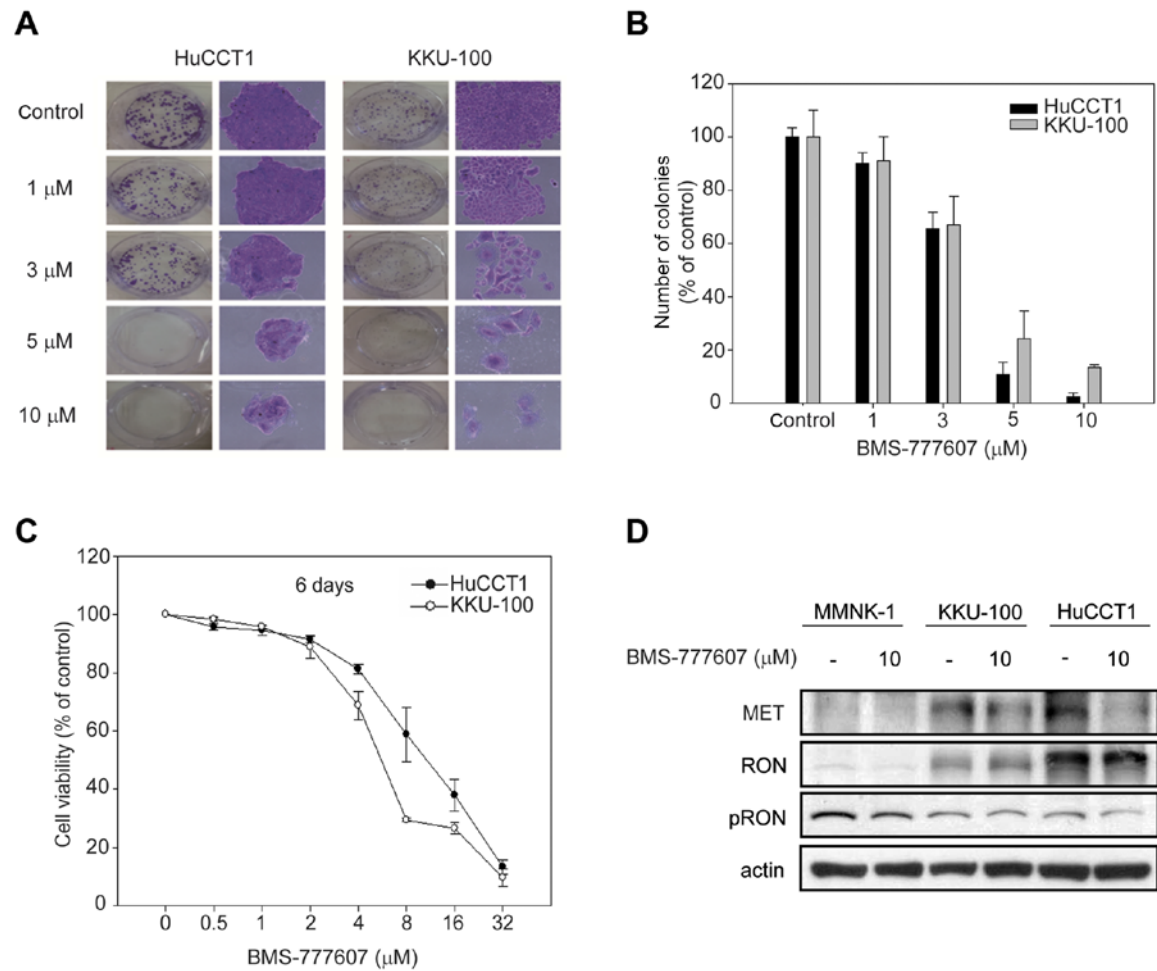 A
HuCCT1 KKU-100
Control
1 µM
3 µM
5 µM
10 µM
B
120
100
80
60
40
20
0
Number of colonies
(% of control)
HuCCT1
KKU-100
Control 1 3 5 10
BMS-777607 (µM)
C
120
100
80
60
40
20
0
Cell viability (% of control)
6 days
HuCCT1
KKU-100
0 0.5 1 2 4 8 16 32
BMS-777607 (µM)
D
MMNK-1 KKU-100 HuCCT1
BMS-777607 (µM) - 10 - 10 - 10
MET
RON
pRON
actin